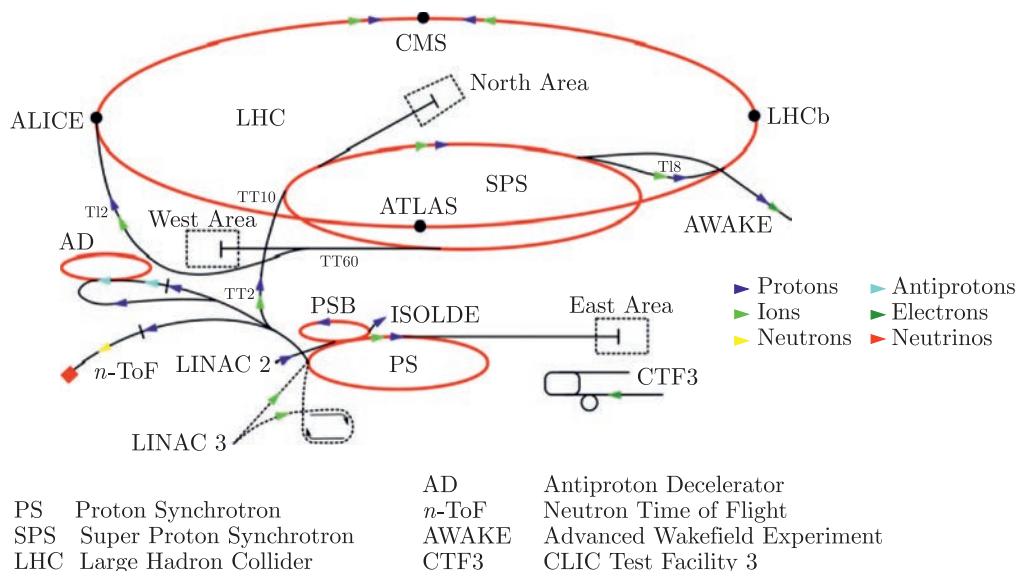 CMS
North Area
ALICE
LHC
LHCb
Tl8
SPS
TT10
ATLAS
Tl2
West Area
AWAKE
AD
TT60
TT2
Protons
Antiprotons
PSB
ISOLDE
East Area
Ions
Electrons
Neutrons
Neutrinos
n-ToF
LINAC 2
PS
CTF3
LINAC 3
AD Antiproton Decelerator
PS Proton Synchrotron
n-ToF Neutron Time of Flight
SPS Super Proton Synchrotron
AWAKE Advanced Wakefield Experiment
LHC Large Hadron Collider
CTF3 CLIC Test Facility 3